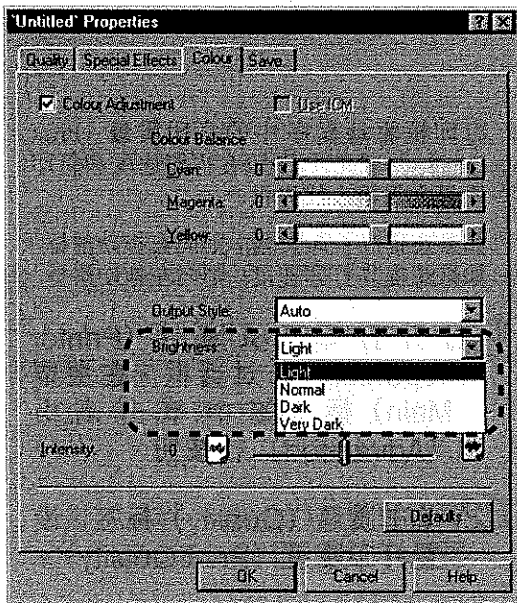 'Untitled' Properties
Quality Special Effects Colour Save
Colour Adjustment Use ICM
Colour Balance
Cyan: 0
Magenta: 0
Yellow: 0
Output Style: Auto
Brightness: Light
Light
Normal
Dark
Very Dark
Intensity: 0
Defaults
OK Cancel Help